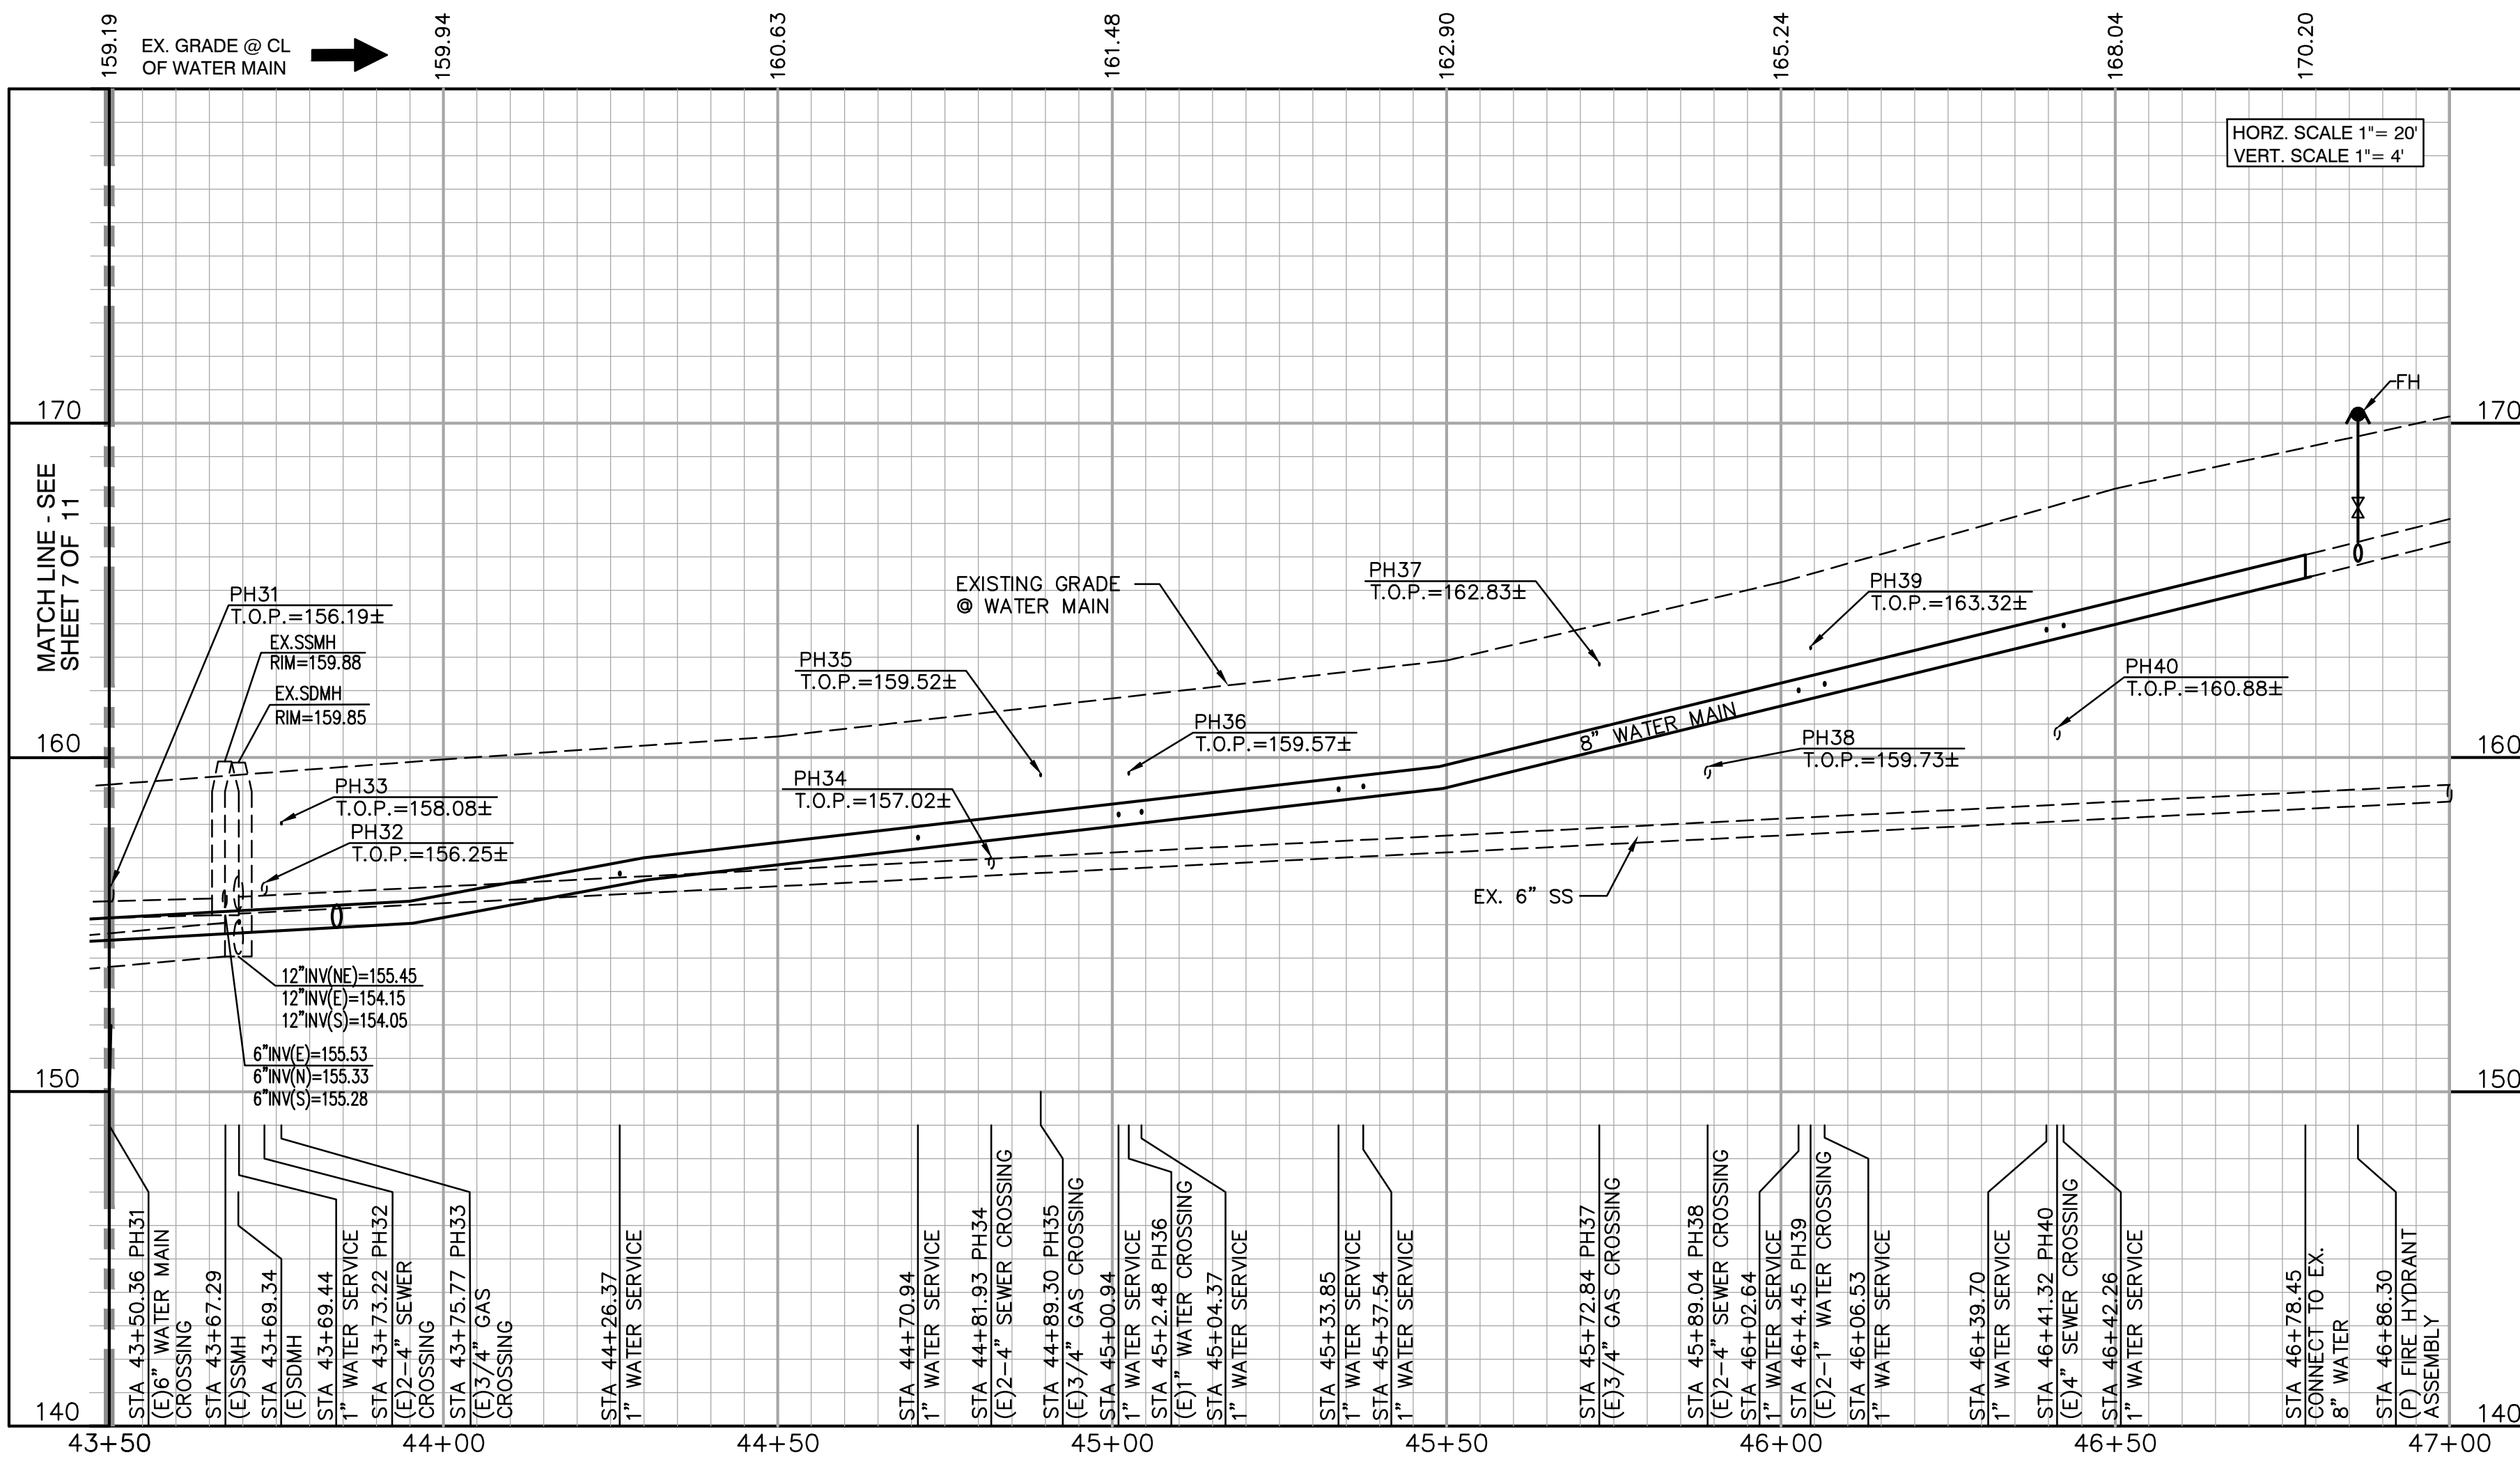 159.19
EX. GRADE @ CL
OF WATER MAIN
159.94
160.63
161.48
162.90
165.24
168.04
170.20
HORZ. SCALE 1"= 20'
VERT. SCALE 1"= 4'
MATCH LINE - SEE
SHEET 7 OF 11
170
160
150
140
170
160
150
140
FH
PH31
T.O.P.=156.19±
EX.SSMH
RIM=159.88
EX.SDMH
RIM=159.85
PH33
T.O.P.=158.08±
PH32
T.O.P.=156.25±
12"INV(NE)=155.45
12"INV(E)=154.15
12"INV(S)=154.05
6"INV(E)=155.53
6"INV(N)=155.33
6"INV(S)=155.28
EXISTING GRADE
@ WATER MAIN
PH35
T.O.P.=159.52±
PH34
T.O.P.=157.02±
PH36
T.O.P.=159.57±
PH37
T.O.P.=162.83±
PH39
T.O.P.=163.32±
8" WATER MAIN
PH38
T.O.P.=159.73±
PH40
T.O.P.=160.88±
EX. 6" SS
STA 43+50.36 PH31
(E)6" WATER MAIN
CROSSING
STA 43+67.29
(E)SSMH
STA 43+69.34
(E)SDMH
STA 43+69.44
1" WATER SERVICE
STA 43+73.22 PH32
(E)2-4" SEWER
CROSSING
STA 43+75.77 PH33
(E)3/4" GAS
CROSSING
STA 44+26.37
1" WATER SERVICE
STA 44+70.94
1" WATER SERVICE
STA 44+81.93 PH34
(E)2-4" SEWER CROSSING
STA 44+89.30 PH35
(E)3/4" GAS CROSSING
STA 45+00.94
1" WATER SERVICE
STA 45+2.48 PH36
(E)1" WATER CROSSING
STA 45+04.37
1" WATER SERVICE
STA 45+33.85
1" WATER SERVICE
STA 45+37.54
1" WATER SERVICE
STA 45+72.84 PH37
(E)3/4" GAS CROSSING
STA 45+89.04 PH38
(E)2-4" SEWER CROSSING
STA 46+02.64
1" WATER SERVICE
STA 46+4.45 PH39
(E)2-1" WATER CROSSING
STA 46+06.53
1" WATER SERVICE
STA 46+39.70
1" WATER SERVICE
STA 46+41.32 PH40
(E)4" SEWER CROSSING
STA 46+42.26
1" WATER SERVICE
STA 46+78.45
CONNECT TO EX.
8" WATER
STA 46+86.30
(P) FIRE HYDRANT
ASSEMBLY
43+50
44+00
44+50
45+00
45+50
46+00
46+50
47+00